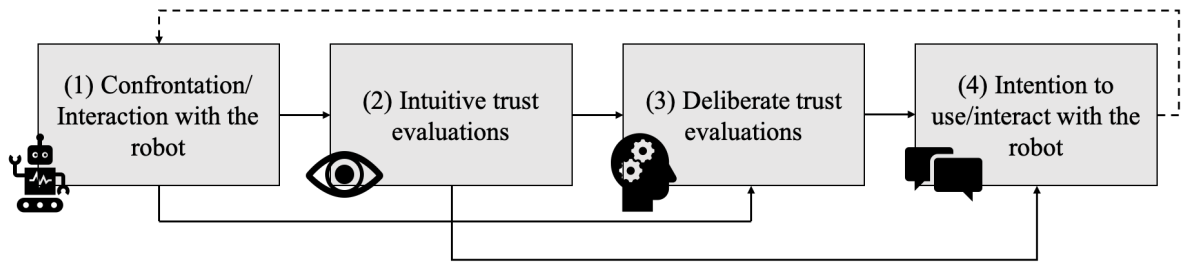 (1) Confrontation/
Interaction with the
robot
(2) Intuitive trust
evaluations
(3) Deliberate trust
evaluations
(4) Intention to
use/interact with the
robot